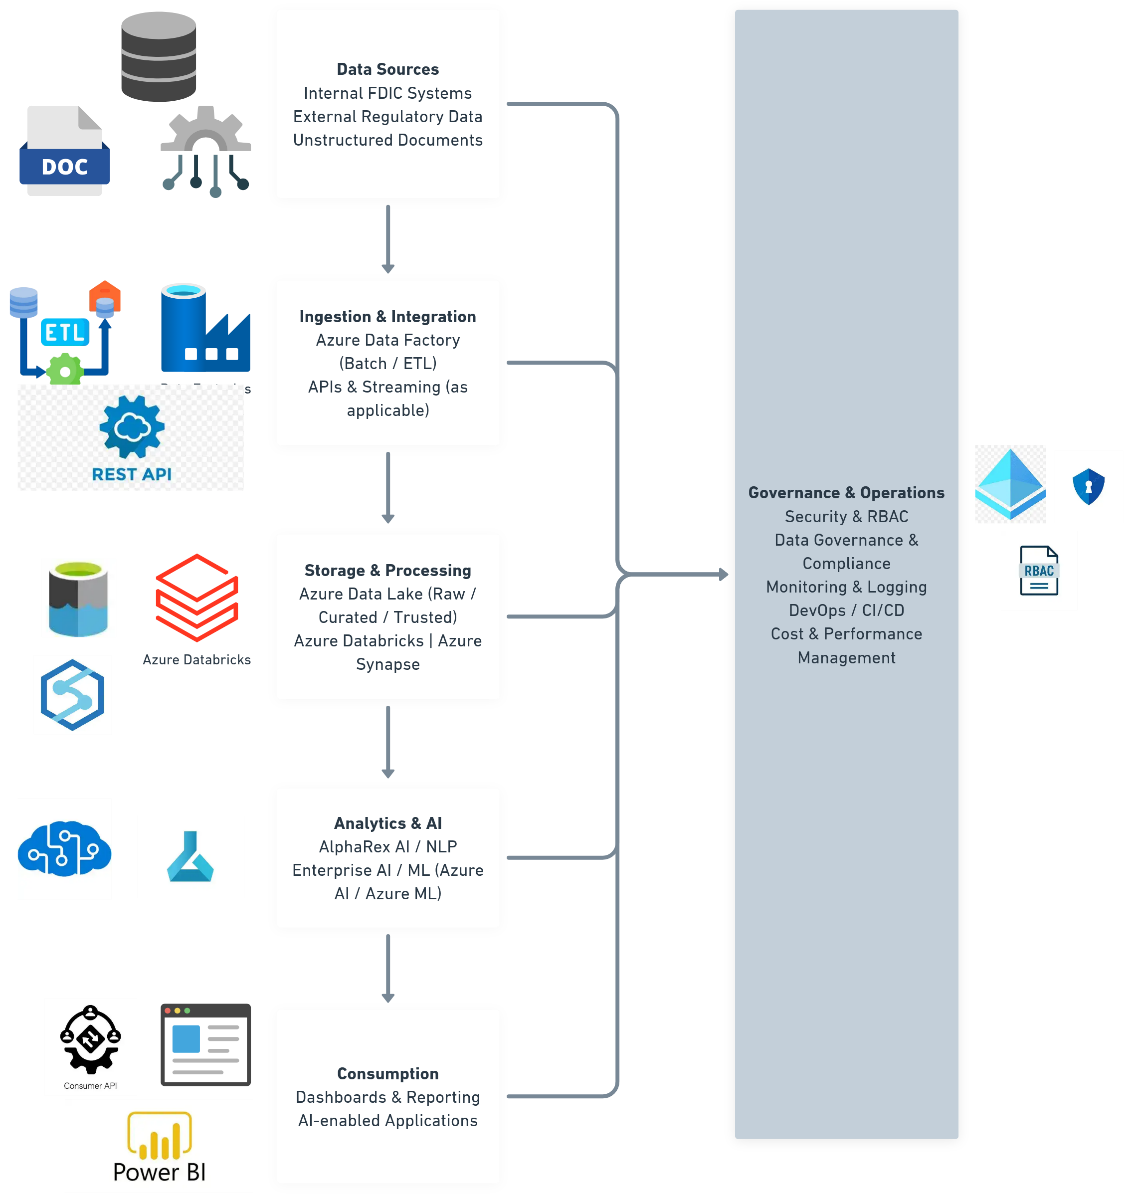 Data Sources
Internal FDIC Systems
External Regulatory Data
Unstructured Documents
DOC
Ingestion & Integration
Azure Data Factory
(Batch / ETL)
APIs & Streaming (as
applicable)
ETL
s
REST API
Storage & Processing
Azure Data Lake (Raw /
Curated / Trusted)
Azure Databricks | Azure
Synapse
Azure Databricks
Analytics & AI
AlphaRex AI / NLP
Enterprise AI / ML (Azure
AI / Azure ML)
Consumption
Dashboards & Reporting
AI-enabled Applications
Consumer API
Power BI
Governance & Operations
Security & RBAC
Data Governance &
Compliance
Monitoring & Logging
DevOps / CI/CD
Cost & Performance
Management
RBAC